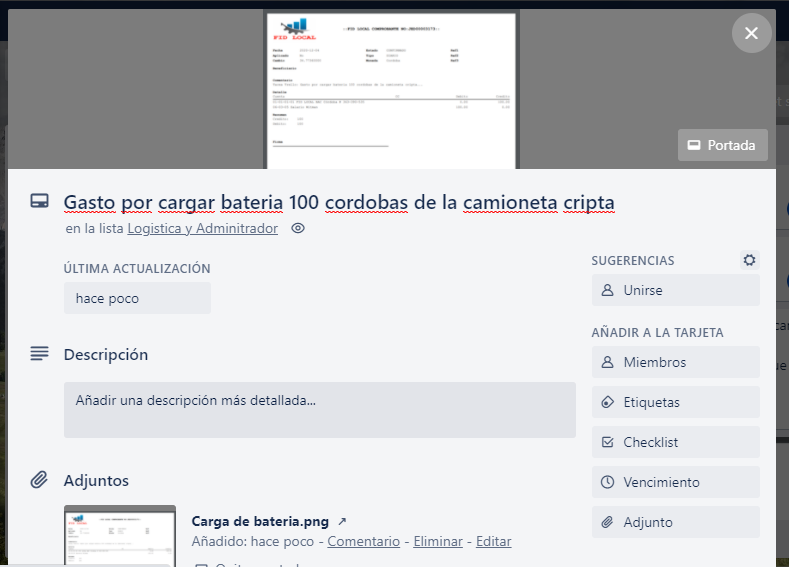 FID LOCAL
Portada
Gasto por cargar bateria 100 cordobas de la camioneta cripta
en la lista Logistica y Adminitrador
ÚLTIMA ACTUALIZACIÓN
hace poco
Descripción
Añadir una descripción más detallada...
Adjuntos
Carga de bateria.png ↗
Añadido: hace poco - Comentario - Eliminar - Editar
SUGERENCIAS
Unirse
AÑADIR A LA TARJETA
Miembros
Etiquetas
Checklist
Vencimiento
Adjunto